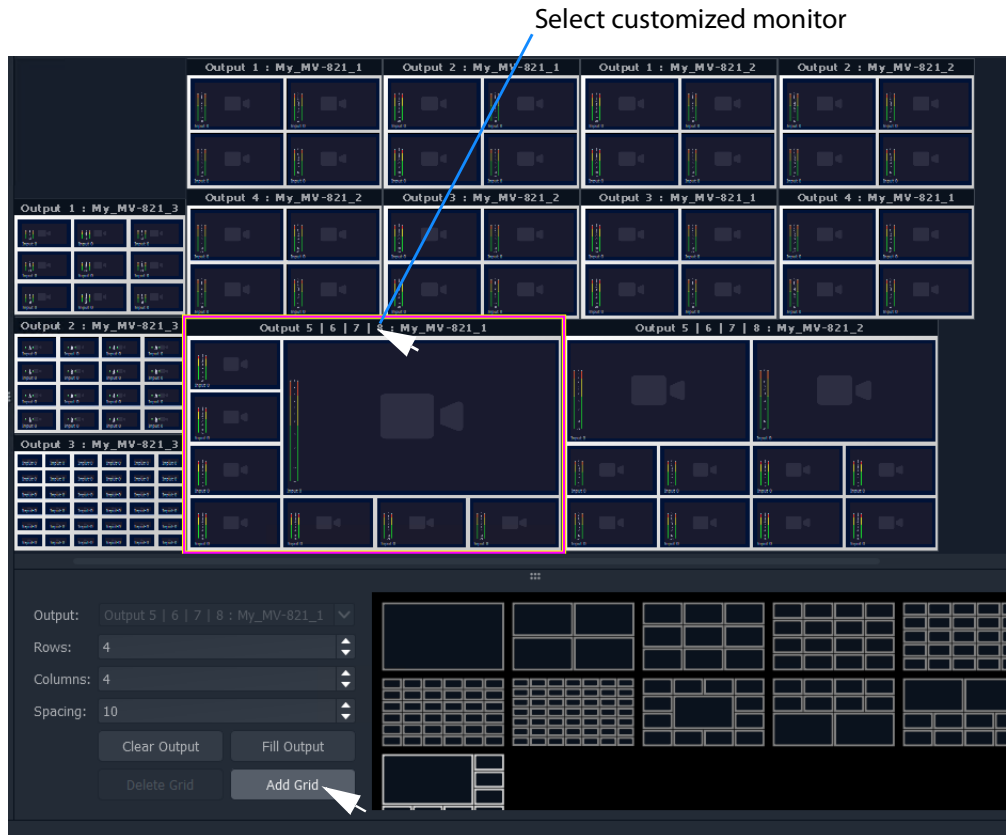 Select customized monitor
Output 1 : My_MV-821_1
Output 2 : My_MV-821_1
Output 1 : My_MV-821_2
Output 2 : My_MV-821_2
Output 4 : My_MV-821_2
Output 3 : My_MV-821_2
Output 3 : My_MV-821_1
Output 4 : My_MV-821_1
Output 1 : My_MV-821_3
Output 2 : My_MV-821_3
Output 3 : My_MV-821_3
Output 5 | 6 | 7 | 8 : My_MV-821_1
Output 5 | 6 | 7 | 8 : My_MV-821_2
Output: Output 5 | 6 | 7 | 8 : My_MV-821_1
Rows: 4
Columns: 4
Spacing: 10
Clear Output Fill Output
Delete Grid Add Grid